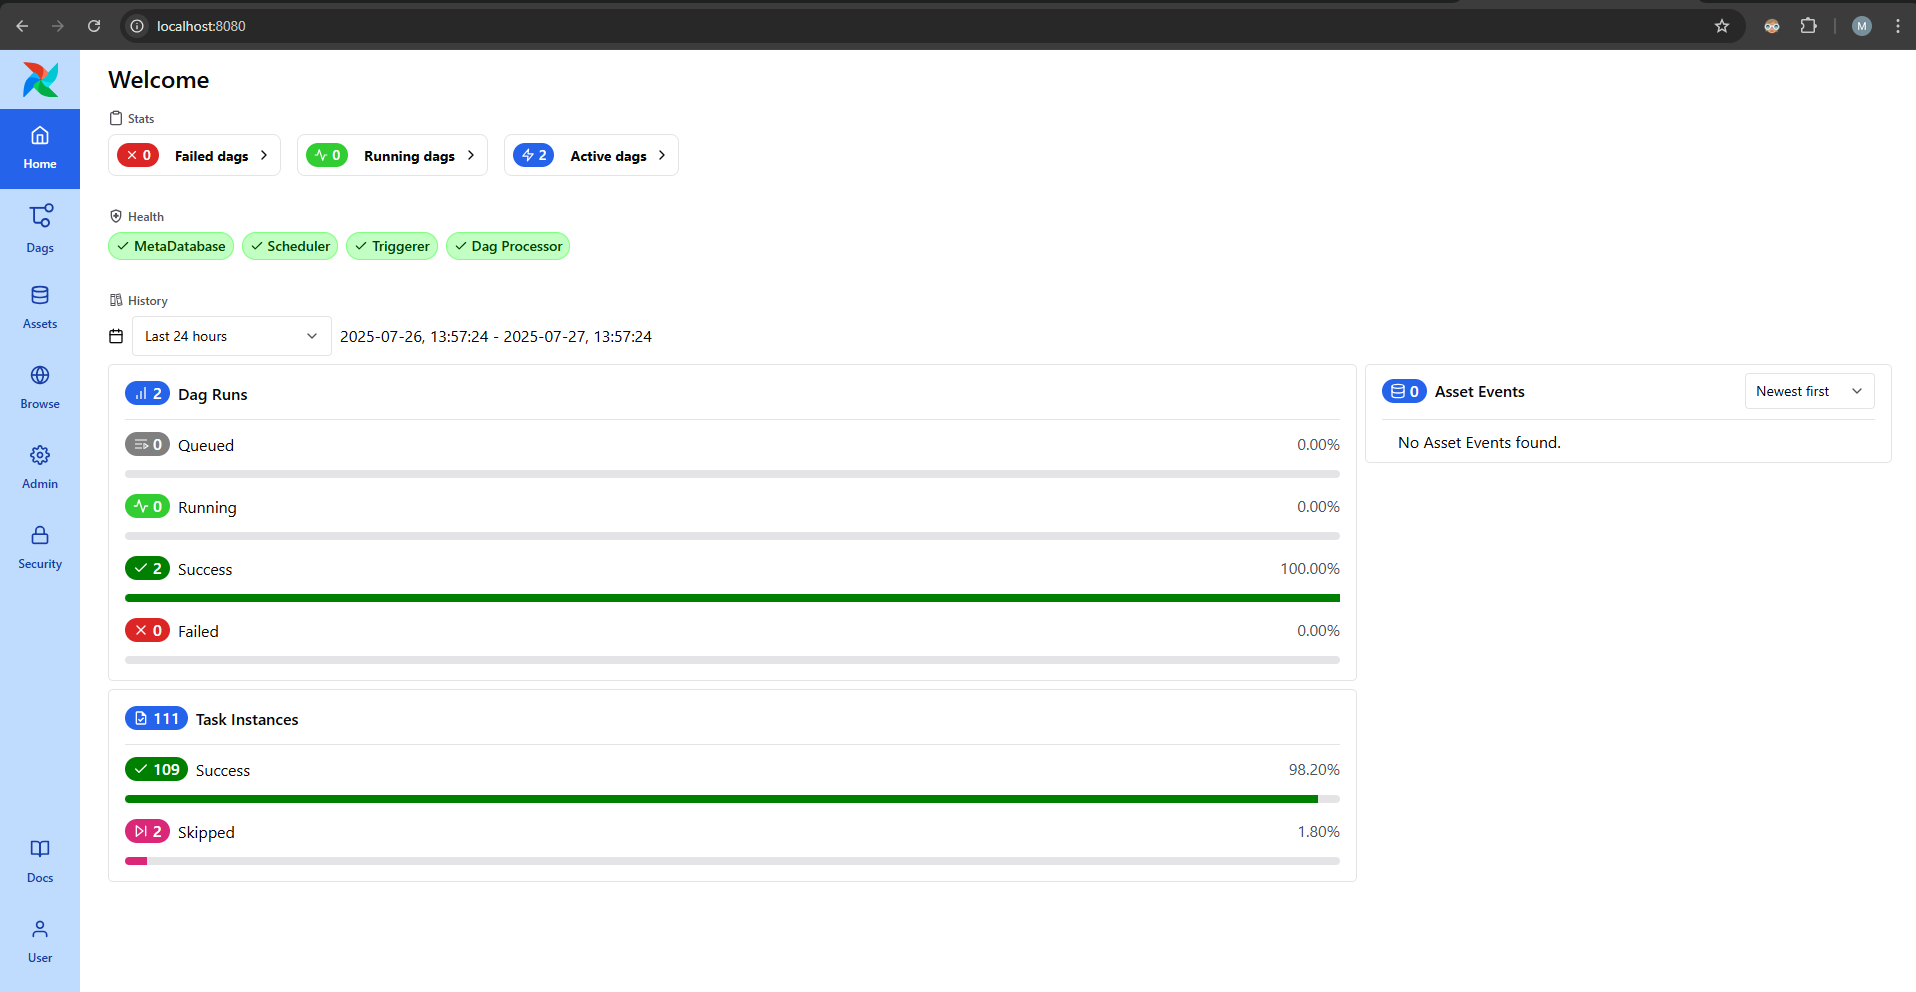 localhost:8080
M
Welcome
Stats
0 Failed dags
0 Running dags
2 Active dags
Health
MetaDatabase
Scheduler
Triggerer
Dag Processor
History
Last 24 hours
2025-07-26, 13:57:24 - 2025-07-27, 13:57:24
2 Dag Runs
0 Queued 0.00%
0 Running 0.00%
2 Success 100.00%
0 Failed 0.00%
111 Task Instances
109 Success 98.20%
2 Skipped 1.80%
0 Asset Events
Newest first
No Asset Events found.
Home
Dags
Assets
Browse
Admin
Security
Docs
User